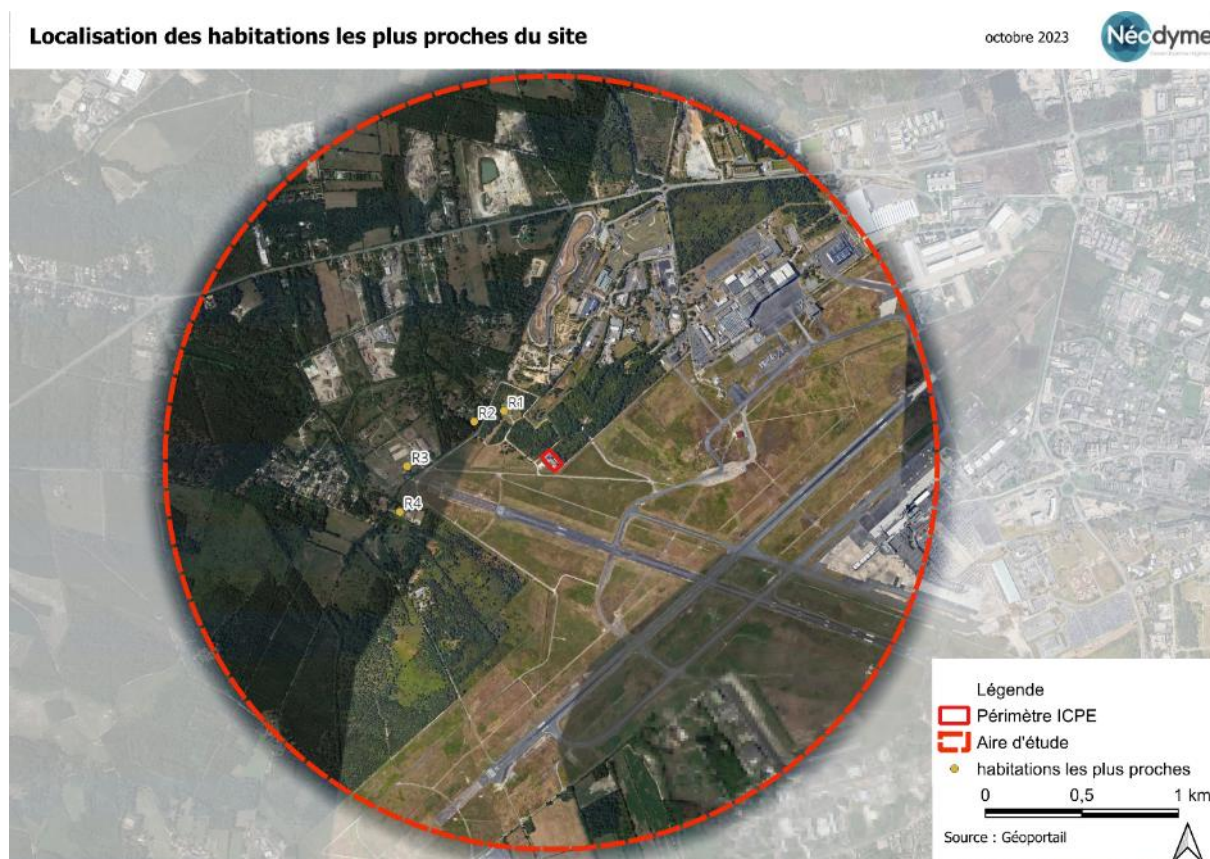 Localisation des habitations les plus proches du site
octobre 2023
Néodyme
R1
R2
R3
R4
Légende
Périmètre ICPE
Aire d'étude
habitations les plus proches
0 0,5 1 km
Source : Géoportail